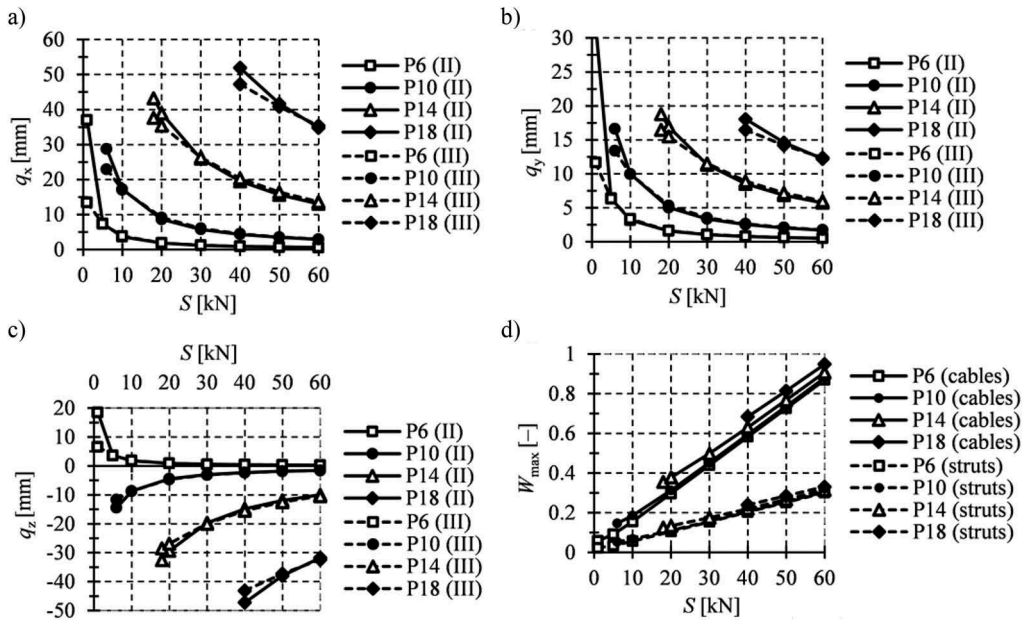 a)
60
50
40
30
20
10
0
qx [mm]
0 10 20 30 40 50 60
S [kN]
P6 (II)
P10 (II)
P14 (II)
P18 (II)
P6 (III)
P10 (III)
P14 (III)
P18 (III)
b)
30
25
20
15
10
5
0
qy [mm]
0 10 20 30 40 50 60
S [kN]
P6 (II)
P10 (II)
P14 (II)
P18 (II)
P6 (III)
P10 (III)
P14 (III)
P18 (III)
c)
S [kN]
0 10 20 30 40 50 60
20
10
0
-10
-20
-30
-40
-50
qz [mm]
P6 (II)
P10 (II)
P14 (II)
P18 (II)
P6 (III)
P10 (III)
P14 (III)
P18 (III)
d)
1
0.8
0.6
0.4
0.2
0
Wmax [–]
0 10 20 30 40 50 60
S [kN]
P6 (cables)
P10 (cables)
P14 (cables)
P18 (cables)
P6 (struts)
P10 (struts)
P14 (struts)
P18 (struts)